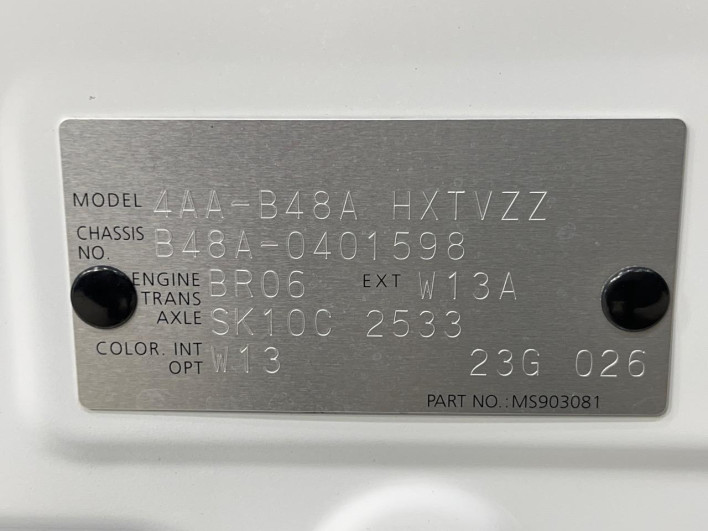 MODEL 4AA-B48A HXTVZZ
CHASSIS NO. B48A-0401598
ENGINE BR06 EXT W13A
TRANS AXLE SK10C 2533
COLOR. INT OPT W13 23G 026
PART NO.:MS903081